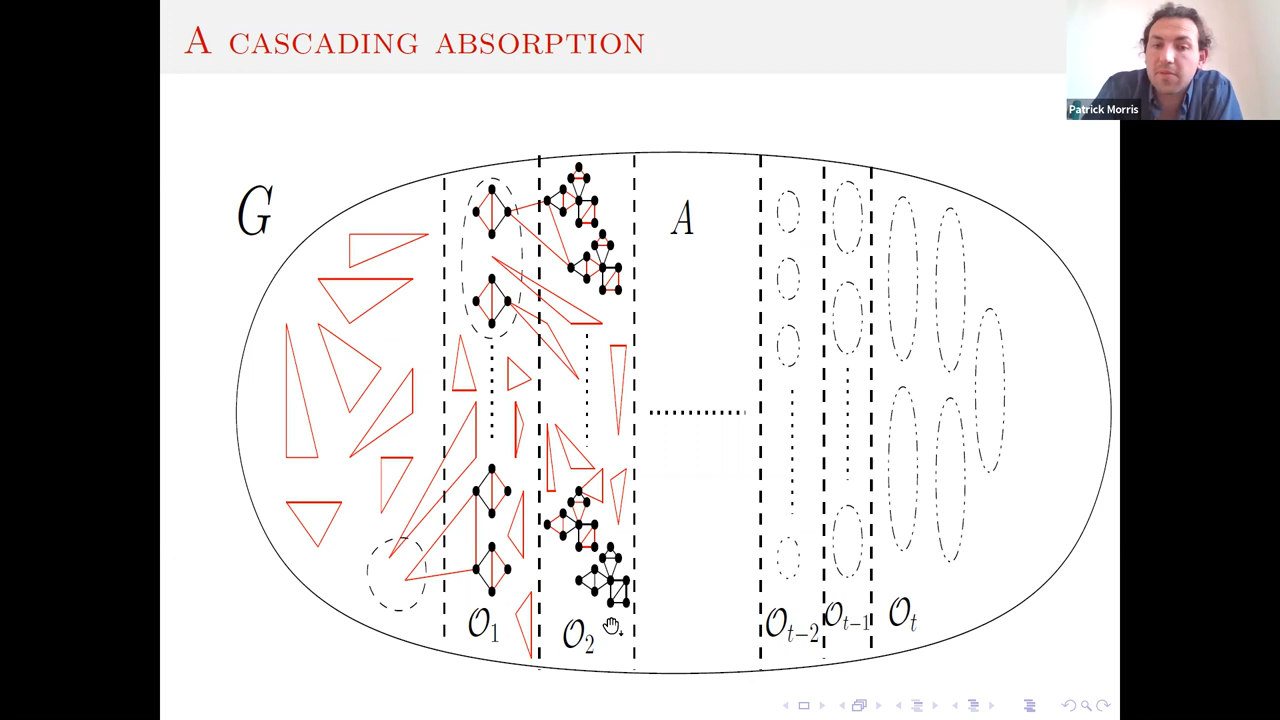 A CASCADING ABSORPTION
Patrick Morris
G
A
O₁
O₂
Oₜ₋₂
Oₜ₋₁
Oₜ